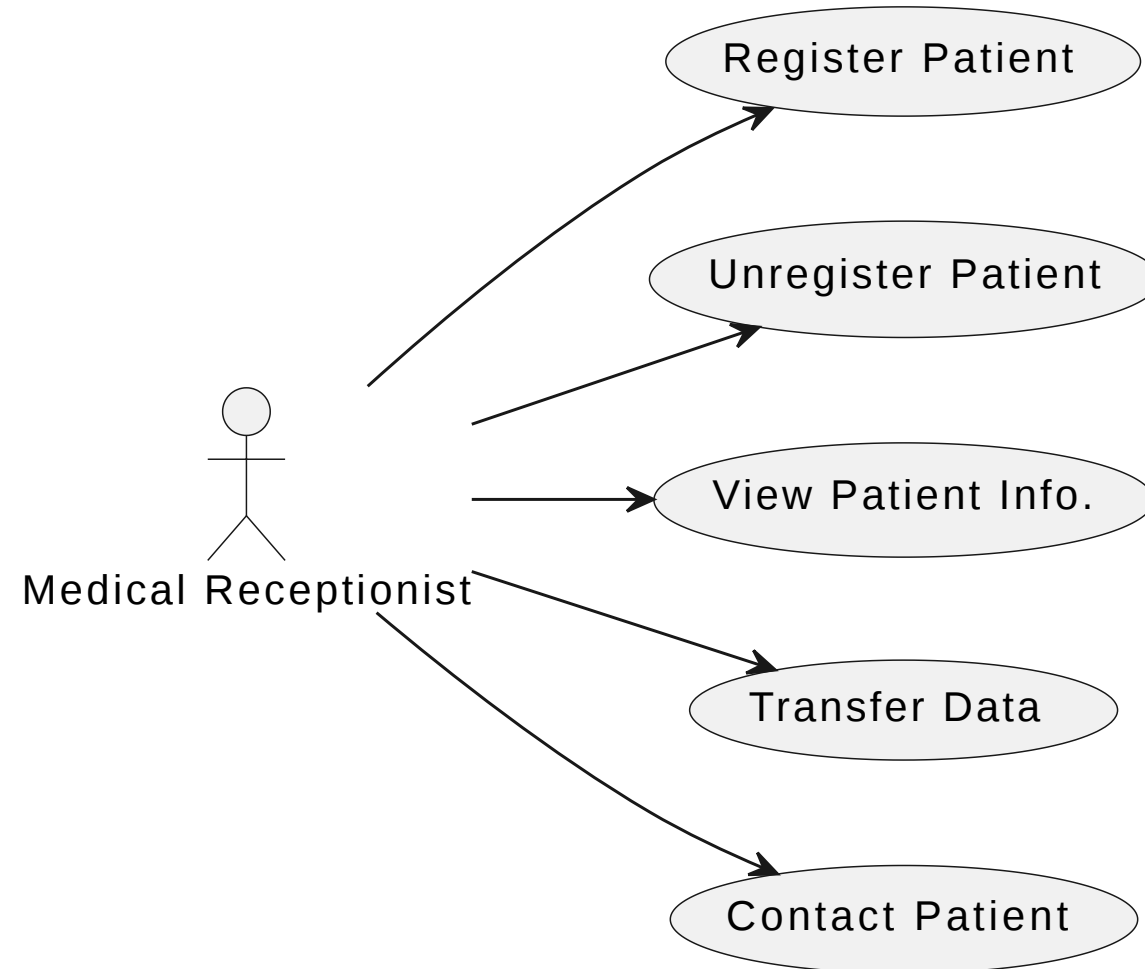 Register Patient
Unregister Patient
View Patient Info.
Medical Receptionist
Transfer Data
Contact Patient